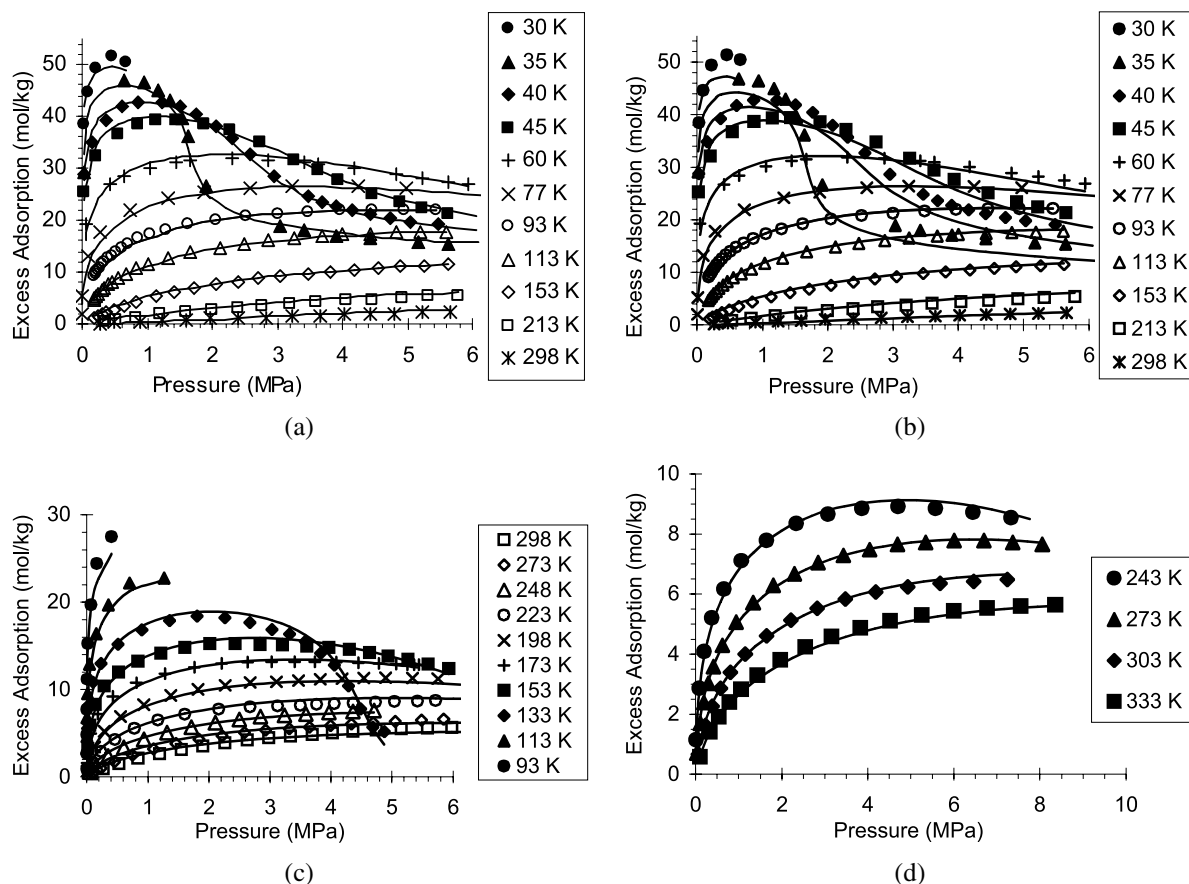 Excess Adsorption (mol/kg)
50
40
30
20
10
0
0 1 2 3 4 5 6
Pressure (MPa)
30 K
35 K
40 K
45 K
60 K
77 K
93 K
113 K
153 K
213 K
298 K
(a)
Excess Adsorption (mol/kg)
50
40
30
20
10
0
0 1 2 3 4 5 6
Pressure (MPa)
30 K
35 K
40 K
45 K
60 K
77 K
93 K
113 K
153 K
213 K
298 K
(b)
Excess Adsorption (mol/kg)
30
20
10
0
0 1 2 3 4 5 6
Pressure (MPa)
298 K
273 K
248 K
223 K
198 K
173 K
153 K
133 K
113 K
93 K
(c)
Excess Adsorption (mol/kg)
10
8
6
4
2
0
0 2 4 6 8 10
Pressure (MPa)
243 K
273 K
303 K
333 K
(d)